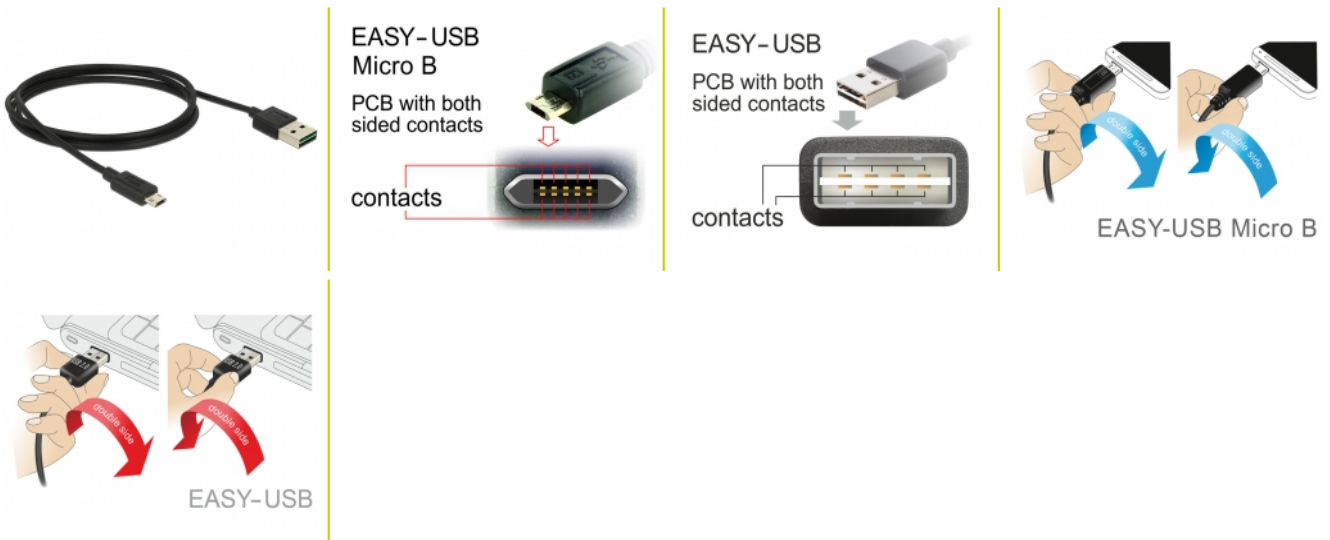 EASY-USB
Micro B
PCB with both
sided contacts
contacts
EASY-USB
PCB with both
sided contacts
contacts
double side
double side
EASY-USB Micro B
double side
double side
EASY-USB